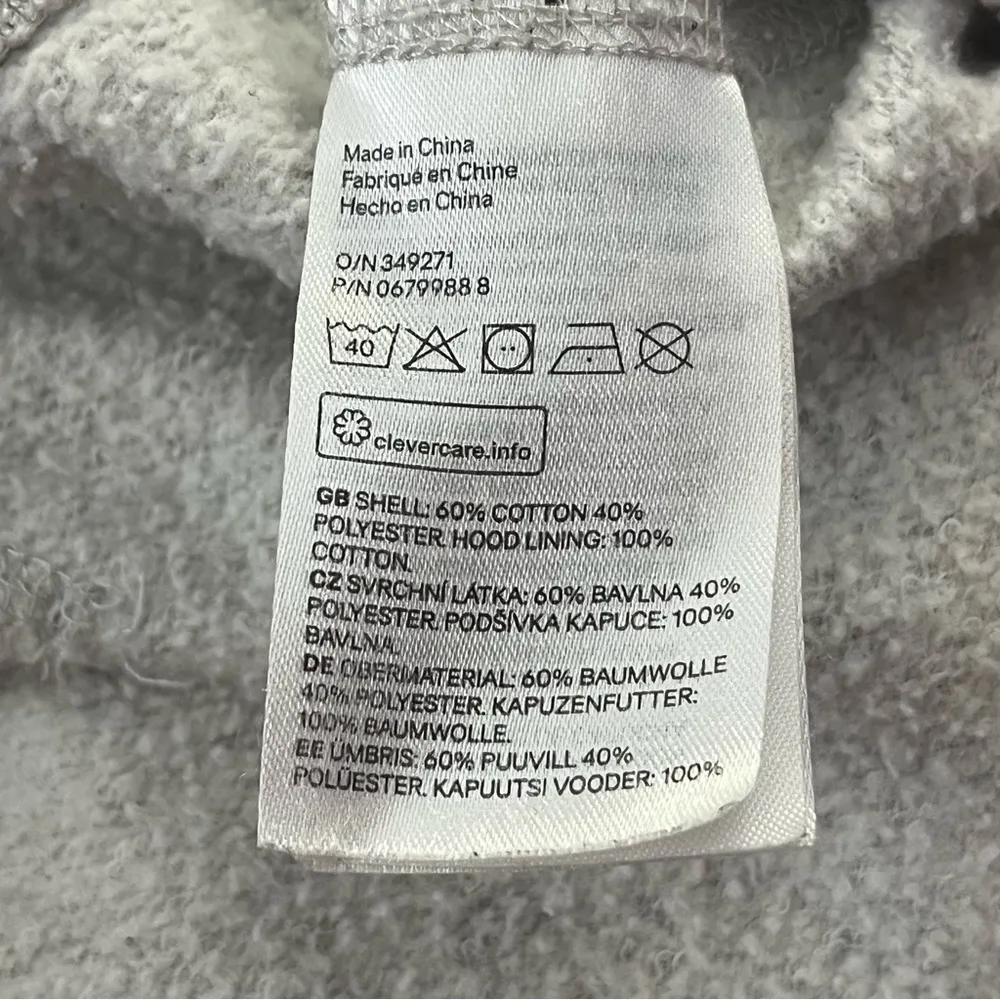 Made in China
Fabriqué en Chine
Hecho en China
O/N 349271
P/N 0679988 8
40
clevercare.info
GB SHELL: 60% COTTON 40%
POLYESTER. HOOD LINING: 100%
COTTON.
CZ SVRCHNÍ LÁTKA: 60% BAVLNA 40%
POLYESTER. PODŠÍVKA KAPUCE: 100%
BAVLNA.
DE OBERMATERIAL: 60% BAUMWOLLE
40% POLYESTER. KAPUZENFUTTER:
100% BAUMWOLLE.
EE ÜMBRIS: 60% PUUVILL 40%
POLÜESTER. KAPUUTSI VOODER: 100%